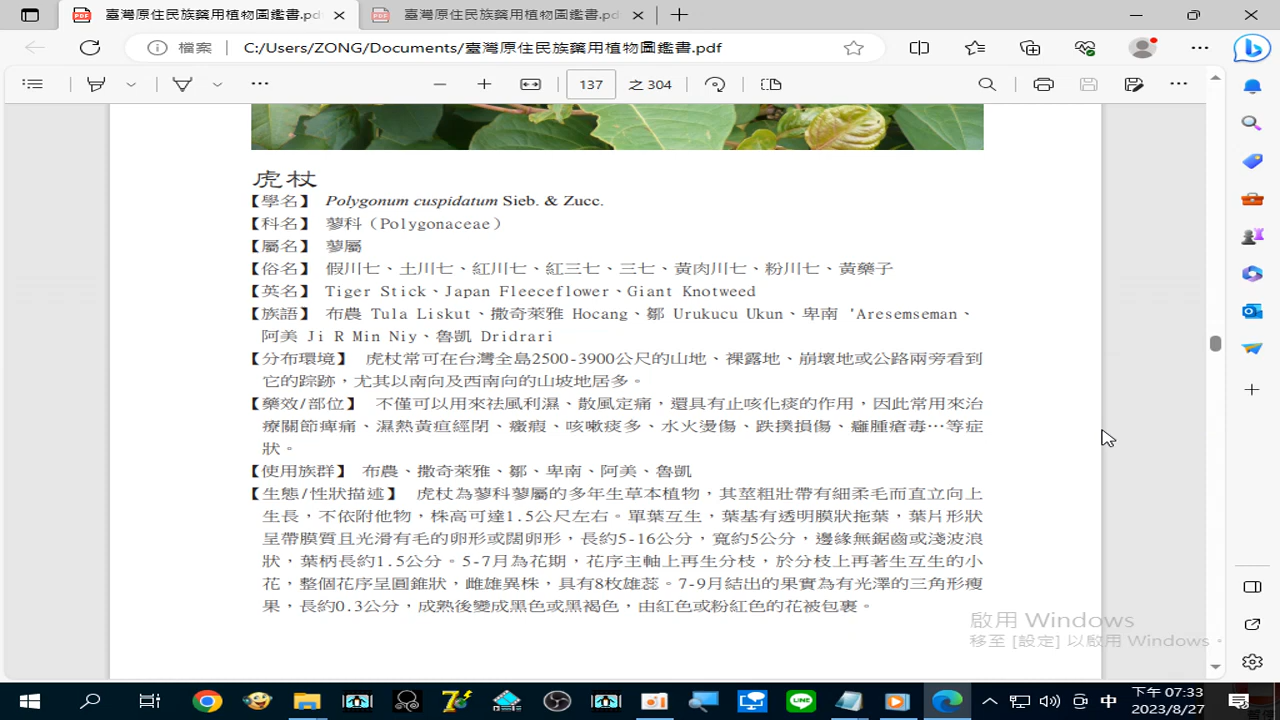 臺灣原住民族藥用植物圖鑑書.pdf
臺灣原住民族藥用植物圖鑑書.pdf
檔案 C:/Users/ZONG/Documents/臺灣原住民族藥用植物圖鑑書.pdf
137 之 304
虎杖
【學名】 Polygonum cuspidatum Sieb. & Zucc.
【科名】 蓼科（Polygonaceae）
【屬名】 蓼屬
【俗名】 假川七、土川七、紅川七、紅三七、三七、黃肉川七、粉川七、黃藥子
【英名】 Tiger Stick、Japan Fleeceflower、Giant Knotweed
【族語】 布農 Tula Liskut、撒奇萊雅 Hocang、鄒 Urukucu Ukun、卑南 'Aresemseman、
阿美 Ji R Min Niy、魯凱 Dridrari
【分布環境】 虎杖常可在台灣全島2500-3900公尺的山地、裸露地、崩壞地或公路兩旁看到
它的踪跡，尤其以南向及西南向的山坡地居多。
【藥效/部位】 不僅可以用來祛風利濕、散風定痛，還具有止咳化痰的作用，因此常用來治
療關節痺痛、濕熱黃疸經閉、癥瘕、咳嗽痰多、水火燙傷、跌撲損傷、癰腫瘡毒…等症
狀。
【使用族群】 布農、撒奇萊雅、鄒、卑南、阿美、魯凱
【生態/性狀描述】 虎杖為蓼科蓼屬的多年生草本植物，其莖粗壯帶有細柔毛而直立向上
生長，不依附他物，株高可達1.5公尺左右。單葉互生，葉基有透明膜狀拖葉，葉片形狀
呈帶膜質且光滑有毛的卵形或闊卵形，長約5-16公分，寬約5公分，邊緣無鋸齒或淺波浪
狀，葉柄長約1.5公分。5-7月為花期，花序主軸上再生分枝，於分枝上再著生互生的小
花，整個花序呈圓錐狀，雌雄異株，具有8枚雄蕊。7-9月結出的果實為有光澤的三角形瘦
果，長約0.3公分，成熟後變成黑色或黑褐色，由紅色或粉紅色的花被包裹。
啟用 Windows
移至 [設定] 以啟用 Windows。
中
下午 07:33
2023/8/27